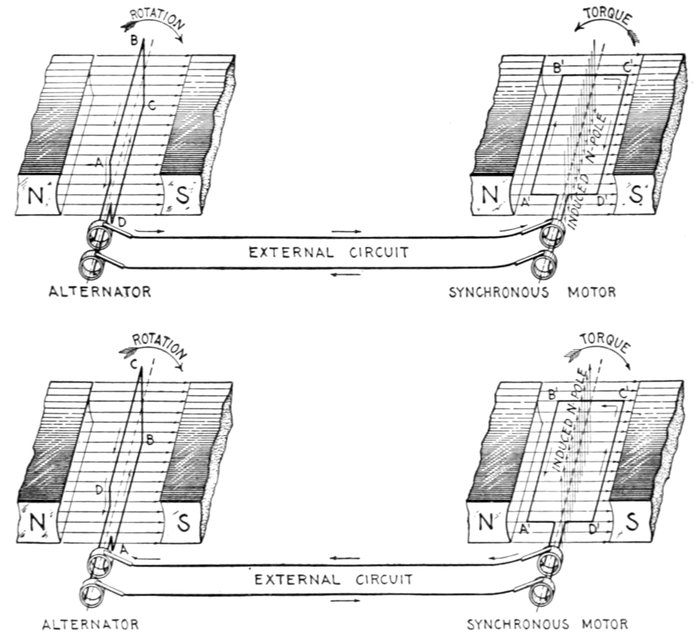 ROTATION
TORQUE
B
B'
C'
C
A
INDUCED N-POLE
N
S
N
S
A'
D'
D
EXTERNAL CIRCUIT
ALTERNATOR
SYNCHRONOUS MOTOR
ROTATION
TORQUE
C
B'
C'
B
INDUCED N-POLE
D
N
S
N
S
A'
D'
A
EXTERNAL CIRCUIT
ALTERNATOR
SYNCHRONOUS MOTOR